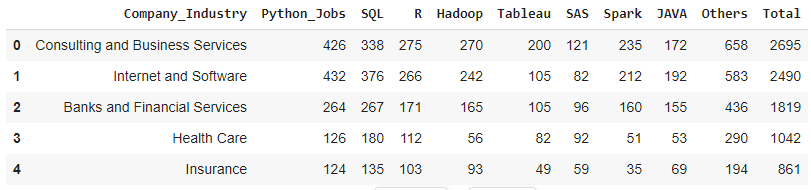 Company_Industry Python_Jobs SQL R Hadoop Tableau SAS Spark JAVA Others Total
0 Consulting and Business Services 426 338 275 270 200 121 235 172 658 2695
1 Internet and Software 432 376 266 242 105 82 212 192 583 2490
2 Banks and Financial Services 264 267 171 165 105 96 160 155 436 1819
3 Health Care 126 180 112 56 82 92 51 53 290 1042
4 Insurance 124 135 103 93 49 59 35 69 194 861